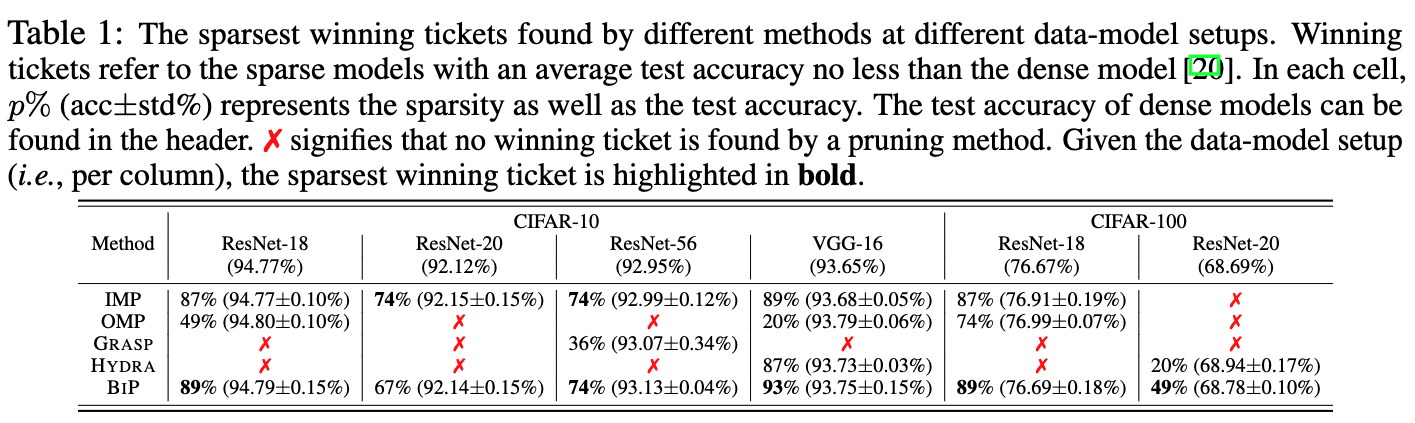 Table 1: The sparsest winning tickets found by different methods at different data-model setups. Winning
tickets refer to the sparse models with an average test accuracy no less than the dense model [20]. In each cell,
p% (acc±std%) represents the sparsity as well as the test accuracy. The test accuracy of dense models can be
found in the header. ✗ signifies that no winning ticket is found by a pruning method. Given the data-model setup
(i.e., per column), the sparsest winning ticket is highlighted in bold.
CIFAR-10 CIFAR-100
Method ResNet-18 ResNet-20 ResNet-56 VGG-16 ResNet-18 ResNet-20
(94.77%) (92.12%) (92.95%) (93.65%) (76.67%) (68.69%)
IMP 87% (94.77±0.10%) 74% (92.15±0.15%) 74% (92.99±0.12%) 89% (93.68±0.05%) 87% (76.91±0.19%) ✗
OMP 49% (94.80±0.10%) ✗ ✗ 20% (93.79±0.06%) 74% (76.99±0.07%) ✗
GRASP ✗ ✗ 36% (93.07±0.34%) ✗ ✗ ✗
HYDRA ✗ ✗ ✗ 87% (93.73±0.03%) ✗ 20% (68.94±0.17%)
BIP 89% (94.79±0.15%) 67% (92.14±0.15%) 74% (93.13±0.04%) 93% (93.75±0.15%) 89% (76.69±0.18%) 49% (68.78±0.10%)